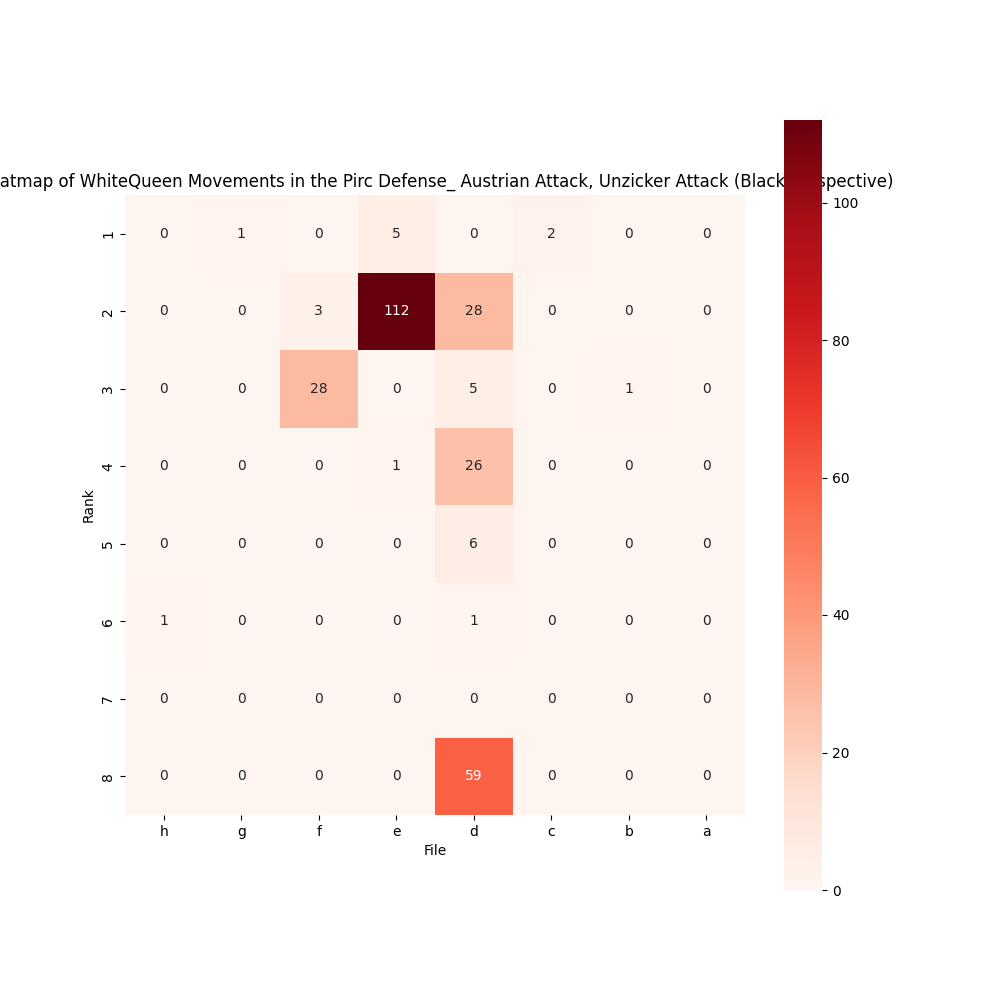 atmap of WhiteQueen Movements in the Pirc Defense_ Austrian Attack, Unzicker Attack (Black spective)
1 0 1 0 5 0 2 0 0
2 0 0 3 112 28 0 0 0
3 0 0 28 0 5 0 1 0
4 0 0 0 1 26 0 0 0
5 0 0 0 0 6 0 0 0
6 1 0 0 0 1 0 0 0
7 0 0 0 0 0 0 0 0
8 0 0 0 0 59 0 0 0
h g f e d c b a
File
Rank
100
80
60
40
20
0